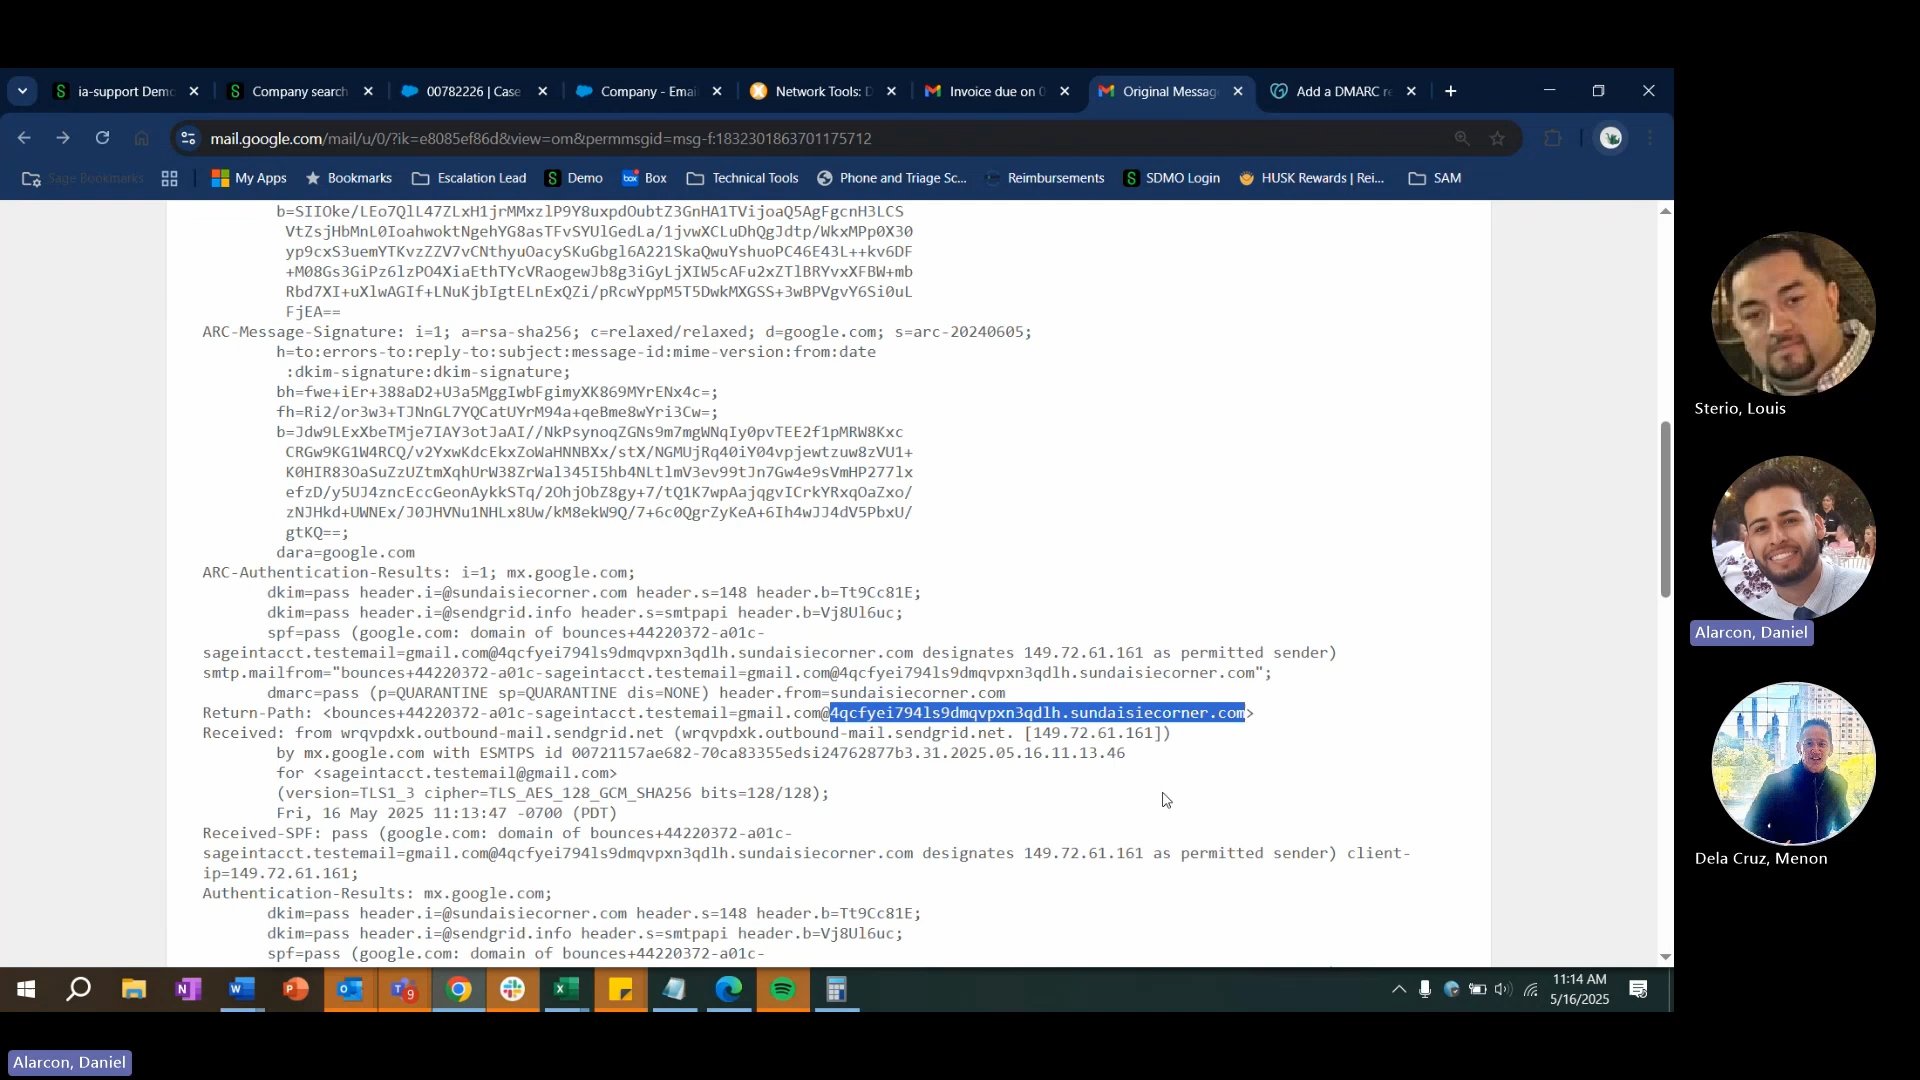 ia-support Demo
Company search
00782226 | Case
Company - Emai
Network Tools: D
Invoice due on 0
Original Messag
Add a DMARC re
mail.google.com/mail/u/0/?ik=e8085ef86d&view=om&permmsgid=msg-f:1832301863701175712
Sage Bookmarks
My Apps
Bookmarks
Escalation Lead
Demo
Box
Technical Tools
Phone and Triage Sc...
Reimbursements
SDMO Login
HUSK Rewards | Rei...
SAM
b=SIIOke/LEo7QlL47ZLxH1jrMMxzlP9Y8uxpdOubtZ3GnHA1TVijoaQ5AgFgcnH3LCS
VtZsjHbMnL0IoahwoktNgehYG8asTFvSYUlGedLa/1jvwXCLuDhQgJdtp/WkxMPp0X30
yp9cxS3uemYTKvzZZV7vCNthyuOacySKuGbgl6A221SkaQwuYshuoPC46E43L++kv6DF
+M08Gs3GiPz6lzPO4XiaEthTYcVRaogewJb8g3iGyLjXIW5cAFu2xZTlBRYvxXFBW+mb
Rbd7XI+uXlwAGIf+LNuKjbIgtELnExQZi/pRcwYppM5T5DwkMXGSS+3wBPVgvY6Si0uL
FjEA==
ARC-Message-Signature: i=1; a=rsa-sha256; c=relaxed/relaxed; d=google.com; s=arc-20240605;
h=to:errors-to:reply-to:subject:message-id:mime-version:from:date
:dkim-signature:dkim-signature;
bh=fwe+iEr+388aD2+U3a5MggIwbFgimyXK869MYrENx4c=;
fh=Ri2/or3w3+TJNnGL7YQCatUYrM94a+qeBme8wYri3Cw=;
b=Jdw9LExXbeTMje7IAY3otJaAI//NkPsynoqZGNs9m7mgWNqIy0pvTEE2f1pMRW8Kxc
CRGw9KG1W4RCQ/v2YxwKdcEkxZoWaHNNBXx/stX/NGMUjRq40iY04vpjewtzuw8zVU1+
K0HIR83OaSuZzUZtmXqhUrW38ZrWal345I5hb4NLtlmV3ev99tJn7Gw4e9sVmHP277lx
efzD/y5UJ4zncEccGeonAykkSTq/2OhjObZ8gy+7/tQ1K7wpAajqgvICrkYRxqOaZxo/
zNJHkd+UWNEx/J0JHVNu1NHLx8Uw/kM8ekW9Q/7+6c0QgrZyKeA+6Ih4wJJ4dV5PbxU/
gtKQ==;
dara=google.com
ARC-Authentication-Results: i=1; mx.google.com;
dkim=pass header.i=@sundaisiecorner.com header.s=148 header.b=Tt9Cc81E;
dkim=pass header.i=@sendgrid.info header.s=smtpapi header.b=Vj8Ul6uc;
spf=pass (google.com: domain of bounces+44220372-a01c-
sageintacct.testemail=gmail.com@4qcfyei794ls9dmqvpxn3qdlh.sundaisiecorner.com designates 149.72.61.161 as permitted sender)
smtp.mailfrom="bounces+44220372-a01c-sageintacct.testemail=gmail.com@4qcfyei794ls9dmqvpxn3qdlh.sundaisiecorner.com";
dmarc=pass (p=QUARANTINE sp=QUARANTINE dis=NONE) header.from=sundaisiecorner.com
Return-Path: <bounces+44220372-a01c-sageintacct.testemail=gmail.com@4qcfyei794ls9dmqvpxn3qdlh.sundaisiecorner.com>
Received: from wrqvpdxk.outbound-mail.sendgrid.net (wrqvpdxk.outbound-mail.sendgrid.net. [149.72.61.161])
by mx.google.com with ESMTPS id 00721157ae682-70ca83355edsi24762877b3.31.2025.05.16.11.13.46
for <sageintacct.testemail@gmail.com>
(version=TLS1_3 cipher=TLS_AES_128_GCM_SHA256 bits=128/128);
Fri, 16 May 2025 11:13:47 -0700 (PDT)
Received-SPF: pass (google.com: domain of bounces+44220372-a01c-
sageintacct.testemail=gmail.com@4qcfyei794ls9dmqvpxn3qdlh.sundaisiecorner.com designates 149.72.61.161 as permitted sender) client-
ip=149.72.61.161;
Authentication-Results: mx.google.com;
dkim=pass header.i=@sundaisiecorner.com header.s=148 header.b=Tt9Cc81E;
dkim=pass header.i=@sendgrid.info header.s=smtpapi header.b=Vj8Ul6uc;
spf=pass (google.com: domain of bounces+44220372-a01c-
Sterio, Louis
Alarcon, Daniel
Dela Cruz, Menon
9
11:14 AM
5/16/2025
Alarcon, Daniel